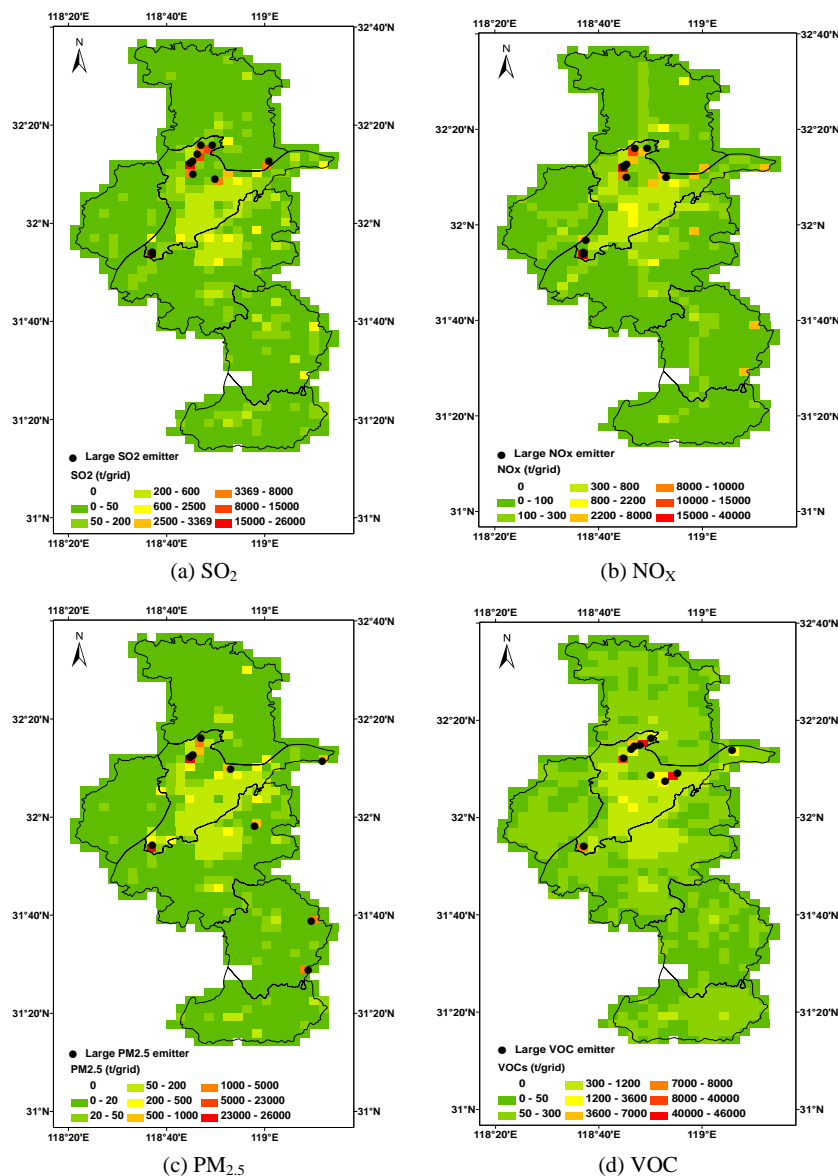 118°20'E 118°40'E 119°E
32°40'N
N
32°20'N
32°20'N
32°N
32°N
31°40'N
31°40'N
31°20'N
31°20'N
31°N
31°N
118°20'E 118°40'E 119°E
Large SO2 emitter
SO2 (t/grid)
0 200 - 600 3369 - 8000
0 - 50 600 - 2500 8000 - 15000
50 - 200 2500 - 3369 15000 - 26000
(a) SO2
118°20'E 118°40'E 119°E
32°40'N
N
32°20'N
32°20'N
32°N
32°N
31°40'N
31°40'N
31°20'N
31°20'N
31°N
31°N
118°20'E 118°40'E 119°E
Large NOx emitter
NOx (t/grid)
0 300 - 800 8000 - 10000
0 - 100 800 - 2200 10000 - 15000
100 - 300 2200 - 8000 15000 - 40000
(b) NOX
118°20'E 118°40'E 119°E
32°40'N
N
32°20'N
32°20'N
32°N
32°N
31°40'N
31°40'N
31°20'N
31°20'N
31°N
31°N
118°20'E 118°40'E 119°E
Large PM2.5 emitter
PM2.5 (t/grid)
0 50 - 200 1000 - 5000
0 - 20 200 - 500 5000 - 23000
20 - 50 500 - 1000 23000 - 26000
(c) PM2.5
118°20'E 118°40'E 119°E
32°40'N
N
32°20'N
32°20'N
32°N
32°N
31°40'N
31°40'N
31°20'N
31°20'N
31°N
31°N
118°20'E 118°40'E 119°E
Large VOC emitter
VOCs (t/grid)
0 300 - 1200 7000 - 8000
0 - 50 1200 - 3600 8000 - 40000
50 - 300 3600 - 7000 40000 - 46000
(d) VOC